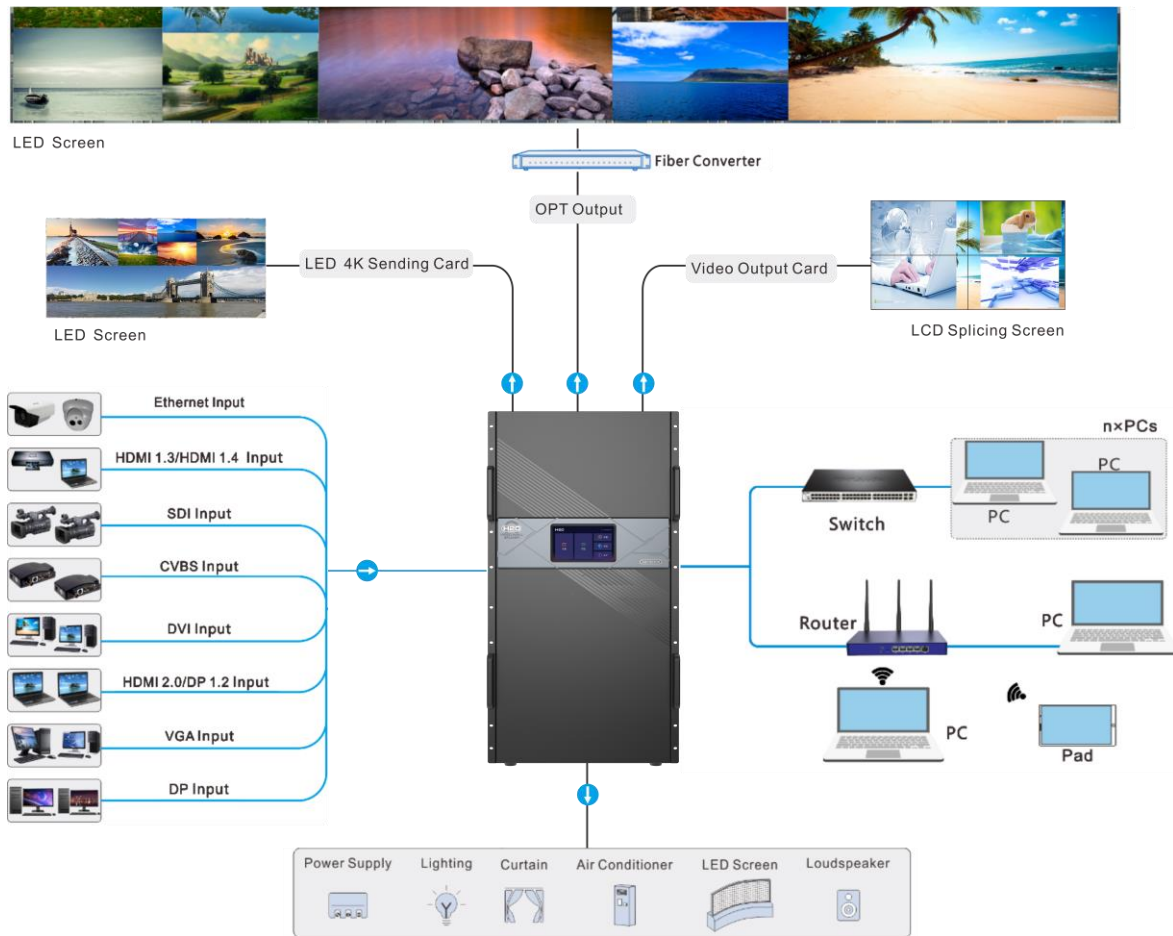 LED Screen
Fiber Converter
OPT Output
LED 4K Sending Card
Video Output Card
LED Screen
LCD Splicing Screen
Ethernet Input
HDMI 1.3/HDMI 1.4 Input
SDI Input
CVBS Input
DVI Input
HDMI 2.0/DP 1.2 Input
VGA Input
DP Input
H20
H20
n×PCs
PC
PC
Switch
Router
PC
PC
Pad
Power Supply
Lighting
Curtain
Air Conditioner
LED Screen
Loudspeaker